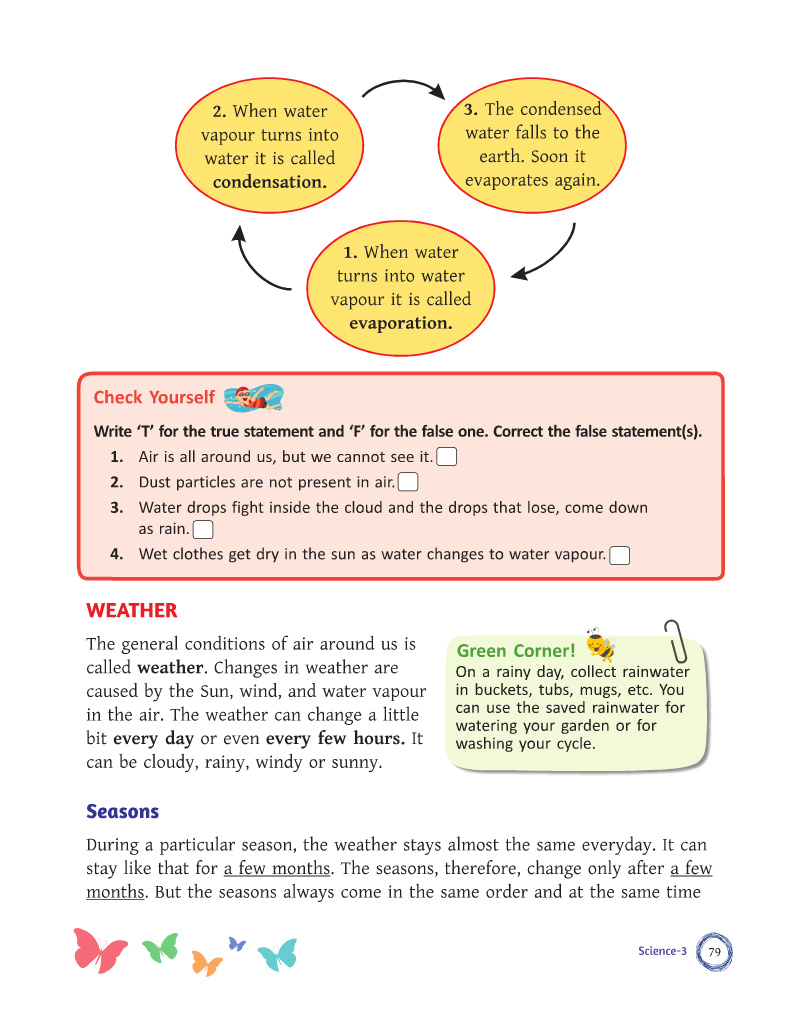 2. When water
vapour turns into
water it is called
condensation.
3. The condensed
water falls to the
earth. Soon it
evaporates again.
1. When water
turns into water
vapour it is called
evaporation.
Check Yourself
Write ‘T’ for the true statement and ‘F’ for the false one. Correct the false statement(s).
1. Air is all around us, but we cannot see it.
2. Dust particles are not present in air.
3. Water drops fight inside the cloud and the drops that lose, come down
as rain.
4. Wet clothes get dry in the sun as water changes to water vapour.
WEATHER
The general conditions of air around us is
called weather. Changes in weather are
caused by the Sun, wind, and water vapour
in the air. The weather can change a little
bit every day or even every few hours. It
can be cloudy, rainy, windy or sunny.
Green Corner!
On a rainy day, collect rainwater
in buckets, tubs, mugs, etc. You
can use the saved rainwater for
watering your garden or for
washing your cycle.
Seasons
During a particular season, the weather stays almost the same everyday. It can
stay like that for a few months. The seasons, therefore, change only after a few
months. But the seasons always come in the same order and at the same time
Science-3
79